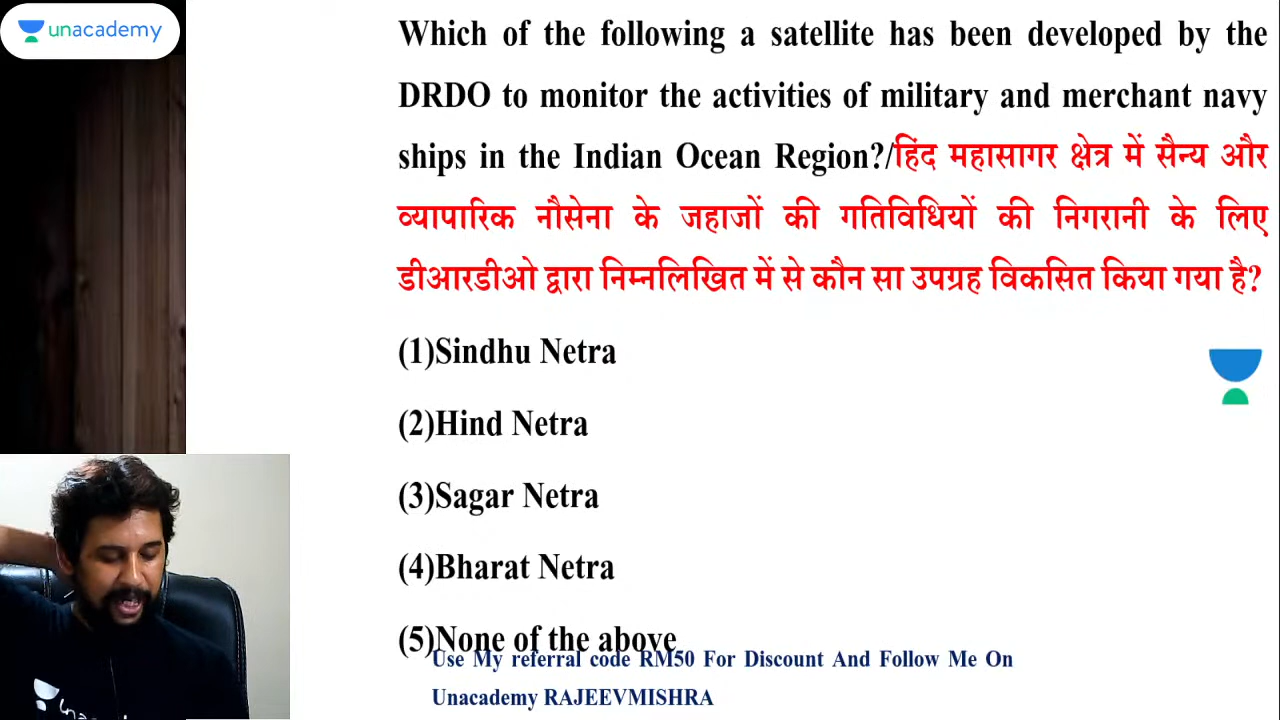 unacademy
Which of the following a satellite has been developed by the
DRDO to monitor the activities of military and merchant navy
ships in the Indian Ocean Region?/हिंद महासागर क्षेत्र में सैन्य और
व्यापारिक नौसेना के जहाजों की गतिविधियों की निगरानी के लिए
डीआरडीओ द्वारा निम्नलिखित में से कौन सा उपग्रह विकसित किया गया है?
(1)Sindhu Netra
(2)Hind Netra
(3)Sagar Netra
(4)Bharat Netra
(5)None of the above
Use My referral code RM50 For Discount And Follow Me On
Unacademy RAJEEVMISHRA